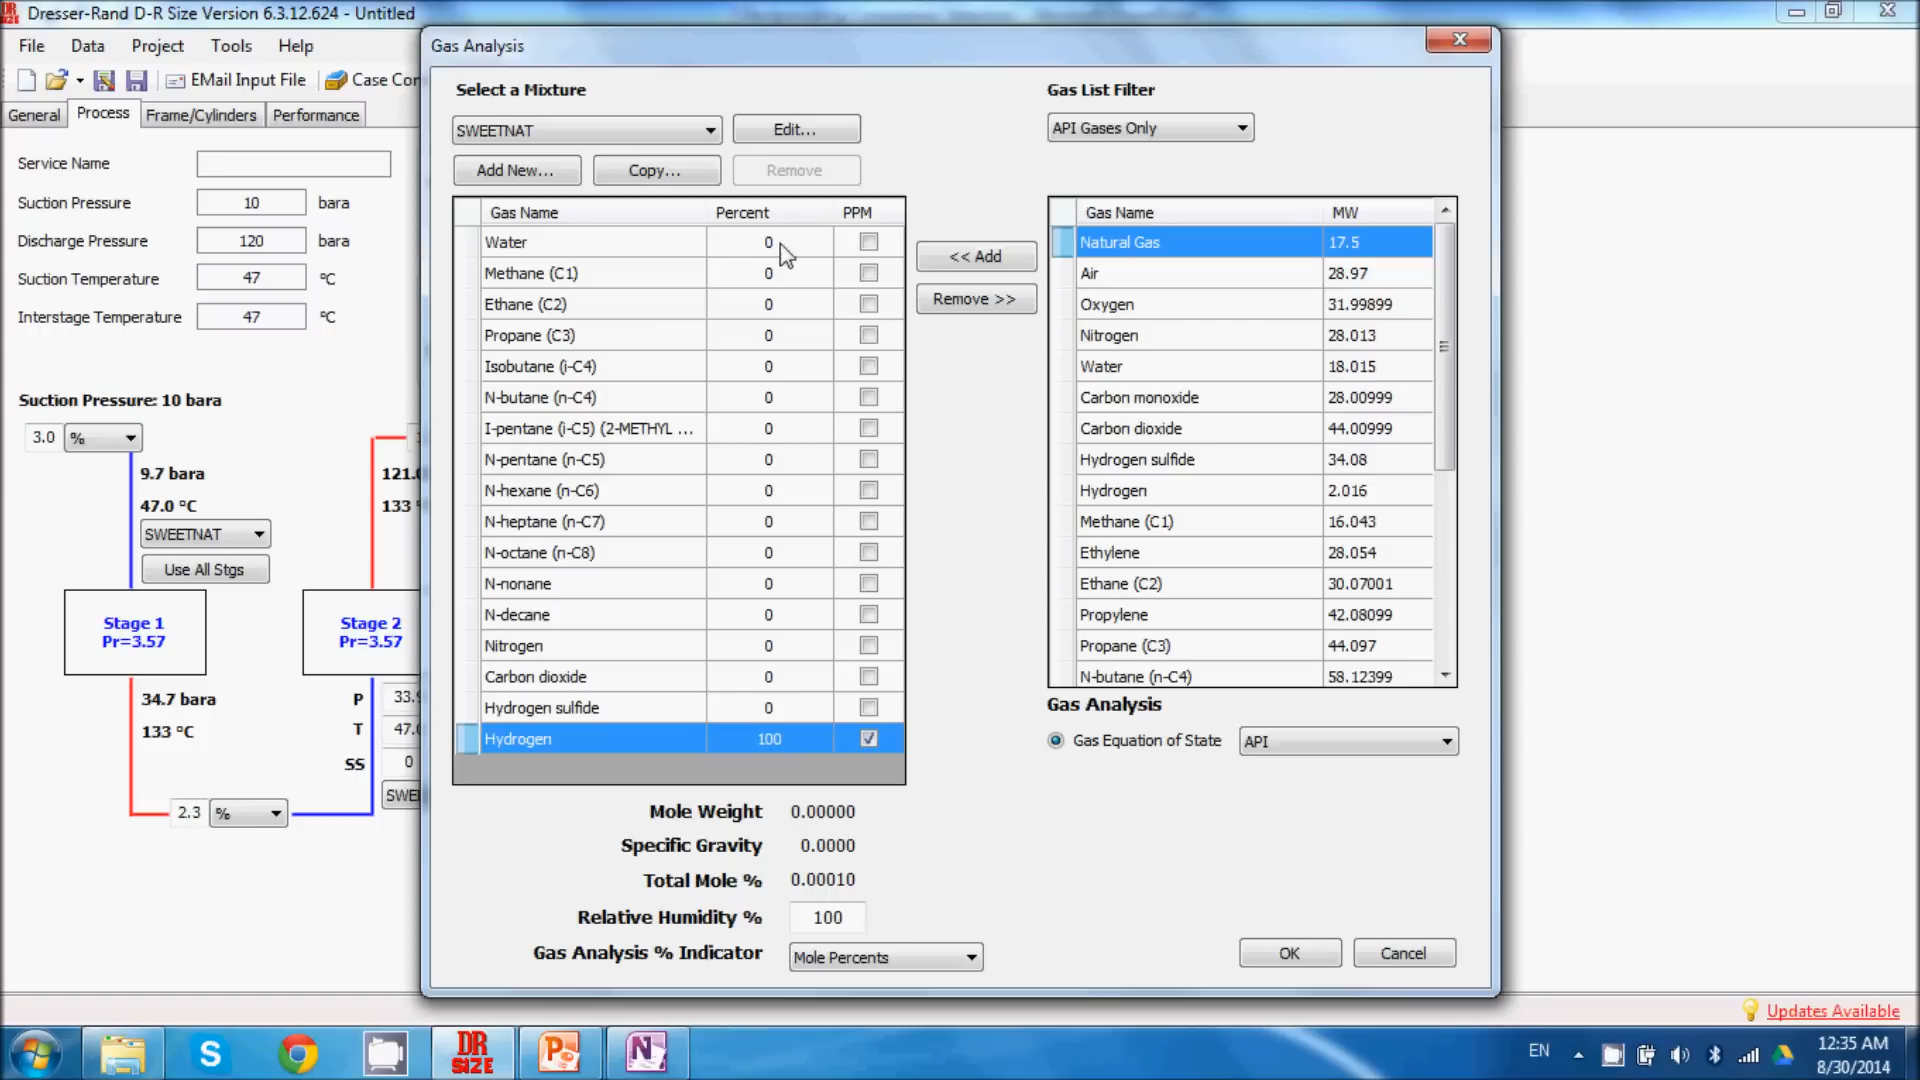 Dresser-Rand D-R Size Version 6.3.12.624 - Untitled
File Data Project Tools Help
EMail Input File Case Con
General Process Frame/Cylinders Performance
Service Name
Suction Pressure 10 bara
Discharge Pressure 120 bara
Suction Temperature 47 °C
Interstage Temperature 47 °C
Suction Pressure: 10 bara
3.0 %
9.7 bara
47.0 °C
SWEETNAT
Use All Stgs
121.
133 °
Stage 1
Pr=3.57
Stage 2
Pr=3.57
34.7 bara
133 °C
P 33.
T 47.
SS 0
SWE
2.3 %
Gas Analysis
Select a Mixture
SWEETNAT Edit...
Add New... Copy... Remove
Gas Name Percent PPM
Water 0
Methane (C1) 0
Ethane (C2) 0
Propane (C3) 0
Isobutane (i-C4) 0
N-butane (n-C4) 0
I-pentane (i-C5) (2-METHYL ... 0
N-pentane (n-C5) 0
N-hexane (n-C6) 0
N-heptane (n-C7) 0
N-octane (n-C8) 0
N-nonane 0
N-decane 0
Nitrogen 0
Carbon dioxide 0
Hydrogen sulfide 0
Hydrogen 100
<< Add
Remove >>
Gas List Filter
API Gases Only
Gas Name MW
Natural Gas 17.5
Air 28.97
Oxygen 31.99899
Nitrogen 28.013
Water 18.015
Carbon monoxide 28.00999
Carbon dioxide 44.00999
Hydrogen sulfide 34.08
Hydrogen 2.016
Methane (C1) 16.043
Ethylene 28.054
Ethane (C2) 30.07001
Propylene 42.08099
Propane (C3) 44.097
N-butane (n-C4) 58.12399
Gas Analysis
Gas Equation of State API
Mole Weight 0.00000
Specific Gravity 0.0000
Total Mole % 0.00010
Relative Humidity % 100
Gas Analysis % Indicator Mole Percents
OK Cancel
Updates Available
DR SIZE
EN
12:35 AM
8/30/2014